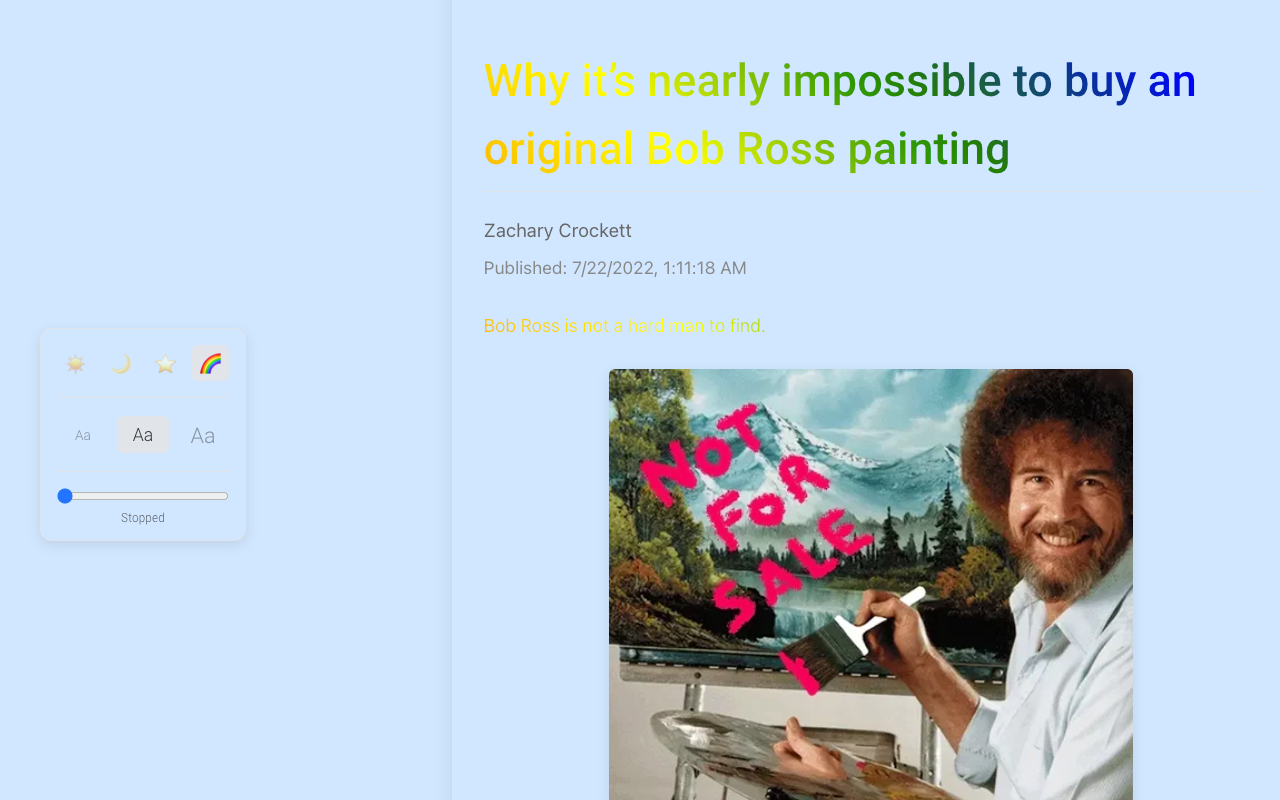 Why it’s nearly impossible to buy an
original Bob Ross painting
Zachary Crockett
Published: 7/22/2022, 1:11:18 AM
Bob Ross is not a hard man to find.
Aa Aa Aa
Stopped
NOT
FOR
SALE